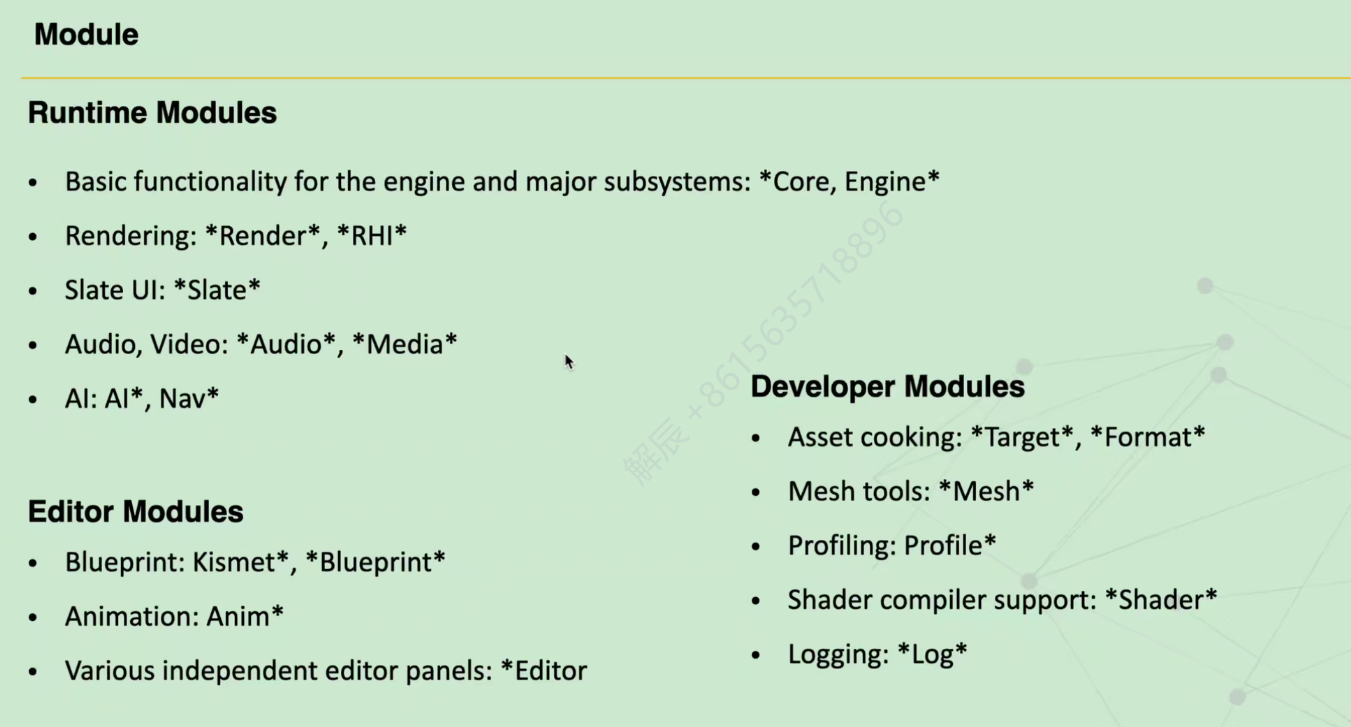 Module
Runtime Modules
• Basic functionality for the engine and major subsystems: *Core, Engine*
• Rendering: *Render*, *RHI*
• Slate UI: *Slate*
• Audio, Video: *Audio*, *Media*
• AI: AI*, Nav*
Editor Modules
• Blueprint: Kismet*, *Blueprint*
• Animation: Anim*
• Various independent editor panels: *Editor
Developer Modules
• Asset cooking: *Target*, *Format*
• Mesh tools: *Mesh*
• Profiling: Profile*
• Shader compiler support: *Shader*
• Logging: *Log*
解辰 +8615635718896